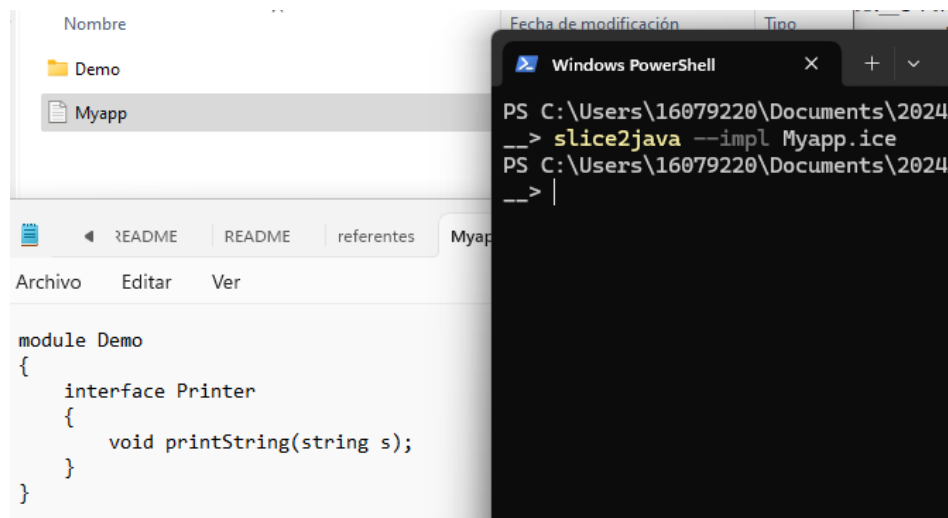 Nombre
Fecha de modificación
Tipo
Demo
Myapp
Windows PowerShell
PS C:\Users\16079220\Documents\2024
__> slice2java --impl Myapp.ice
PS C:\Users\16079220\Documents\2024
__>
README
referentes
Myap
Archivo
Editar
Ver
module Demo
{
interface Printer
{
void printString(string s);
}
}